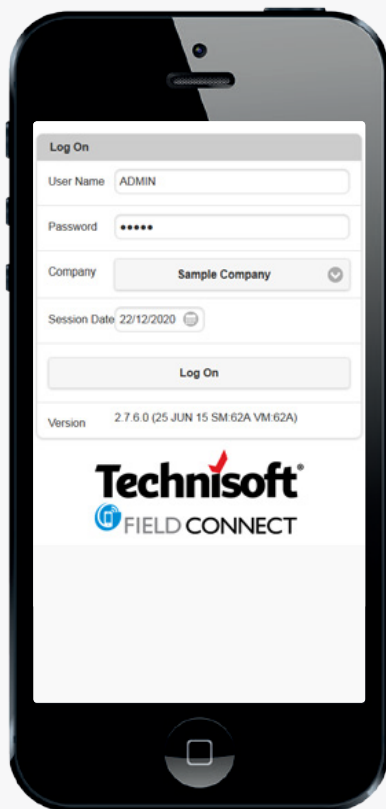 Log On
User Name ADMIN
Password •••••
Company Sample Company
Session Date 22/12/2020
Log On
Version 2.7.6.0 (25 JUN 15 SM:62A VM:62A)
Technisoft®
FIELD CONNECT